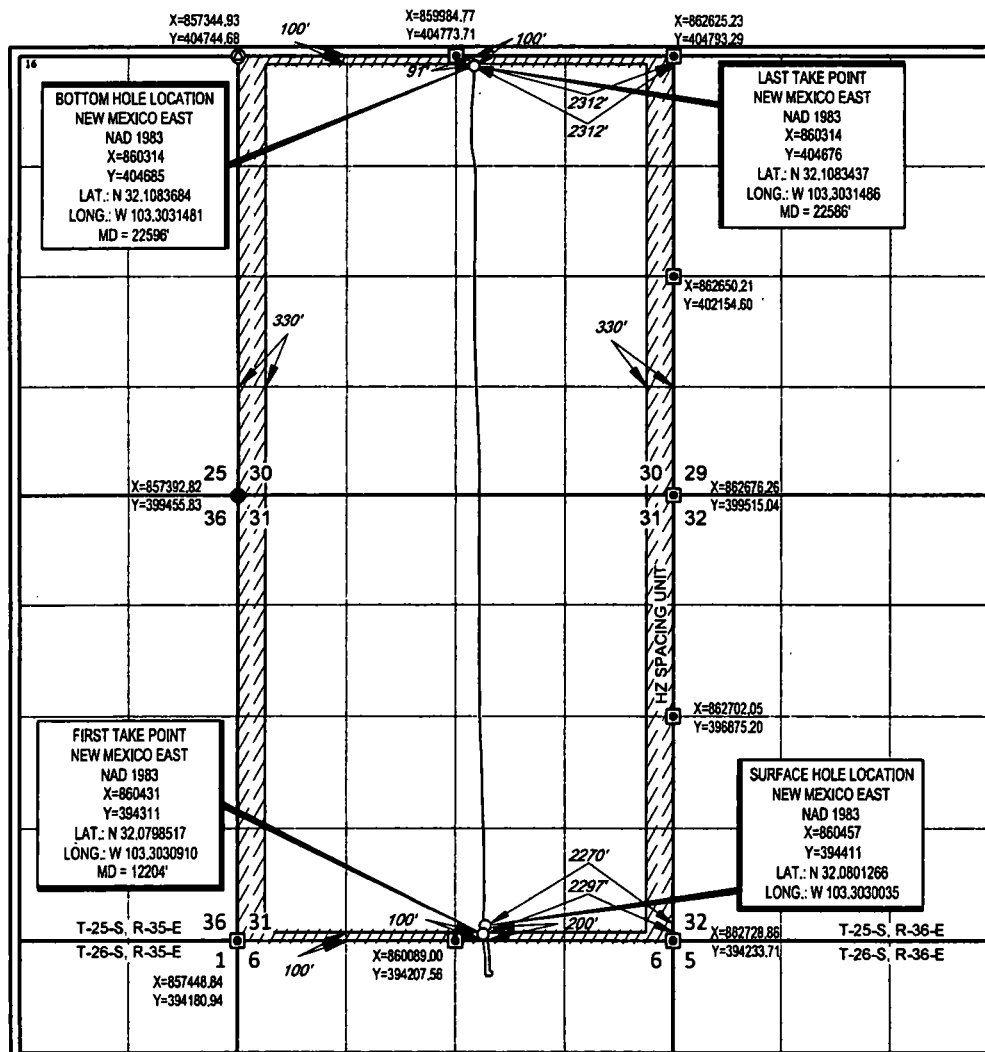 X=857344.93
Y=404744.68
100'
X=859984.77
Y=404773.71
100'
X=862625.23
Y=404793.29
16
91'
BOTTOM HOLE LOCATION
NEW MEXICO EAST
NAD 1983
X=860314
Y=404685
LAT.: N 32.1083684
LONG.: W 103.3031481
MD = 22596'
2312'
2312'
LAST TAKE POINT
NEW MEXICO EAST
NAD 1983
X=860314
Y=404676
LAT.: N 32.1083437
LONG.: W 103.3031486
MD = 22586'
X=862650.21
Y=402154.60
330'
330'
25 30
30 29
X=857392.82
Y=399455.83
X=862676.26
Y=399515.04
36 31
31 32
HZ SPACING UNIT
X=862702.05
Y=396875.20
FIRST TAKE POINT
NEW MEXICO EAST
NAD 1983
X=860431
Y=394311
LAT.: N 32.0798517
LONG.: W 103.3030910
MD = 12204'
SURFACE HOLE LOCATION
NEW MEXICO EAST
NAD 1983
X=860457
Y=394411
LAT.: N 32.0801266
LONG.: W 103.3030035
2270'
2297'
100'
200'
T-25-S, R-35-E
36 31
32
T-25-S, R-36-E
T-26-S, R-35-E
1 6
100'
X=860089.00
Y=394207.56
6 5
X=862728.86
Y=394233.71
T-26-S, R-36-E
X=857448.84
Y=394180.94